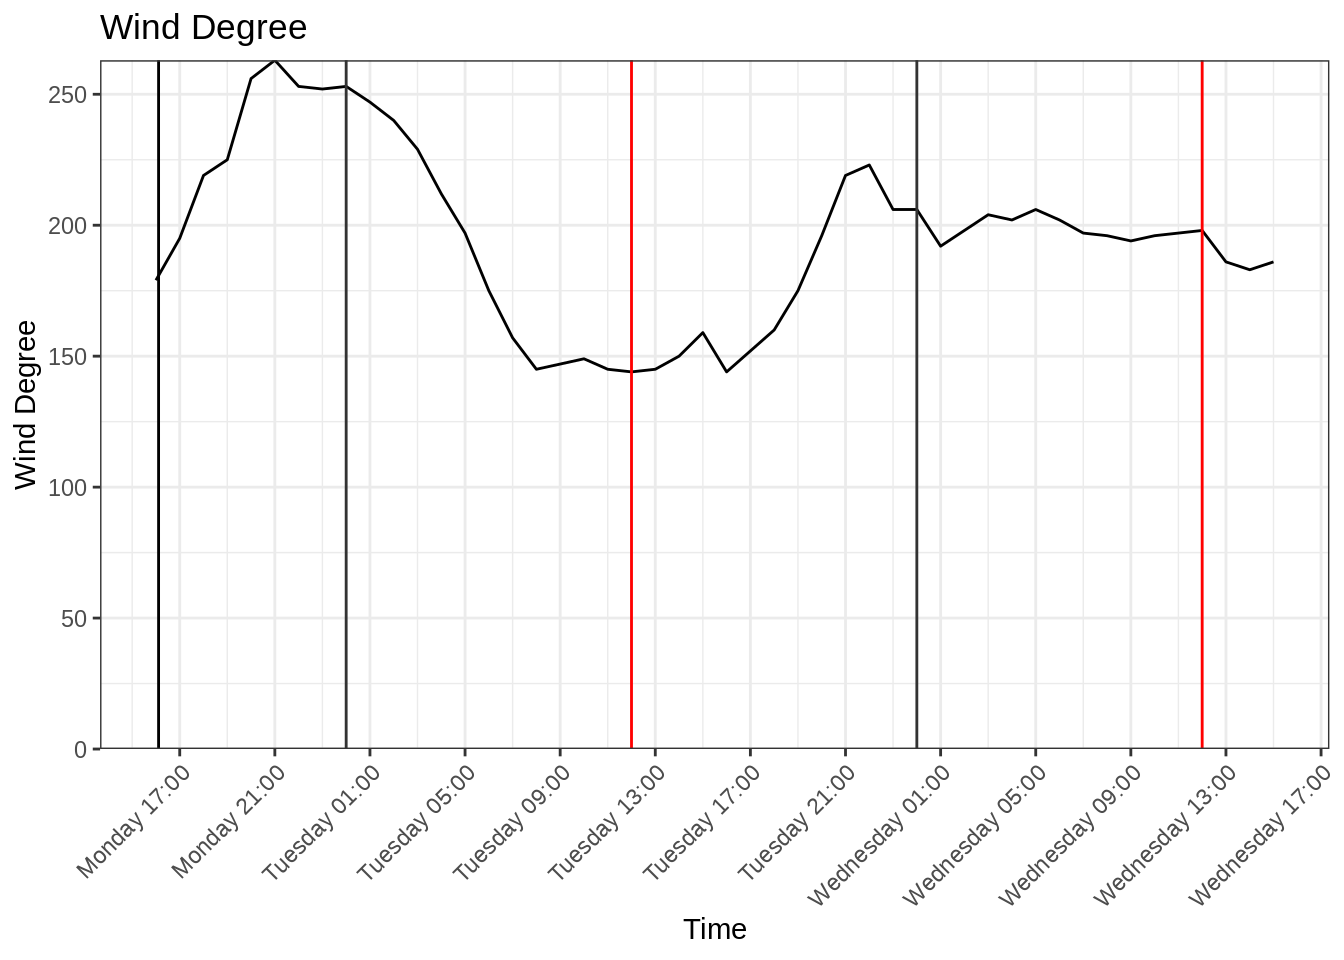 Wind Degree
Wind Degree
250
200
150
100
50
0
Monday 17:00
Monday 21:00
Tuesday 01:00
Tuesday 05:00
Tuesday 09:00
Tuesday 13:00
Tuesday 17:00
Tuesday 21:00
Wednesday 01:00
Wednesday 05:00
Wednesday 09:00
Wednesday 13:00
Wednesday 17:00
Time